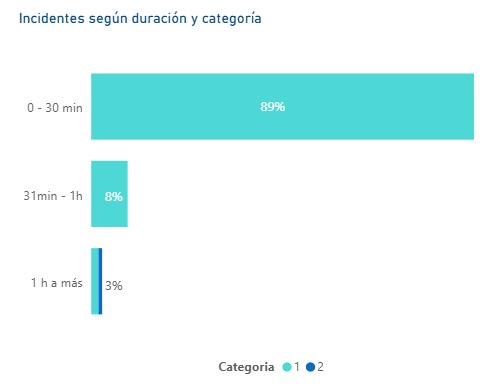 Incidentes según duración y categoría
0 - 30 min
89%
31min - 1h
8%
1 h a más
3%
Categoria 1 2